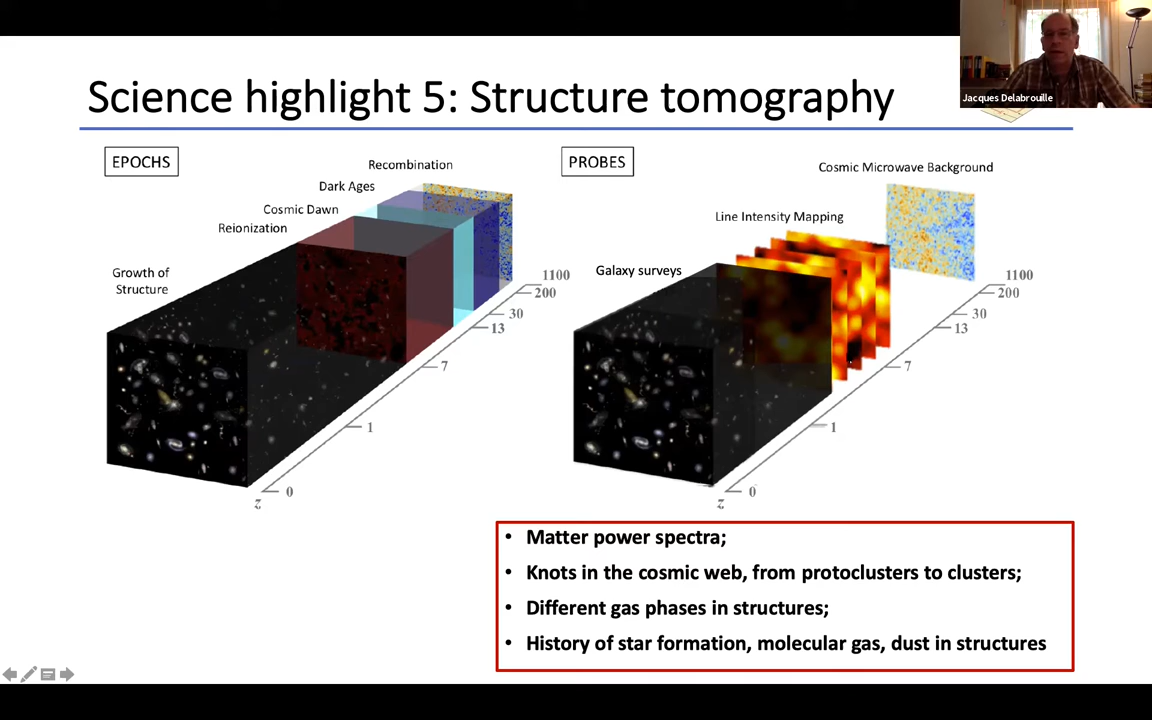 Science highlight 5: Structure tomography
Jacques Delabrouille
EPOCHS
Recombination
Dark Ages
Cosmic Dawn
Reionization
Growth of
Structure
1100
200
30
13
7
1
0
z
PROBES
Cosmic Microwave Background
Line Intensity Mapping
Galaxy surveys
1100
200
30
13
7
1
0
z
• Matter power spectra;
• Knots in the cosmic web, from protoclusters to clusters;
• Different gas phases in structures;
• History of star formation, molecular gas, dust in structures